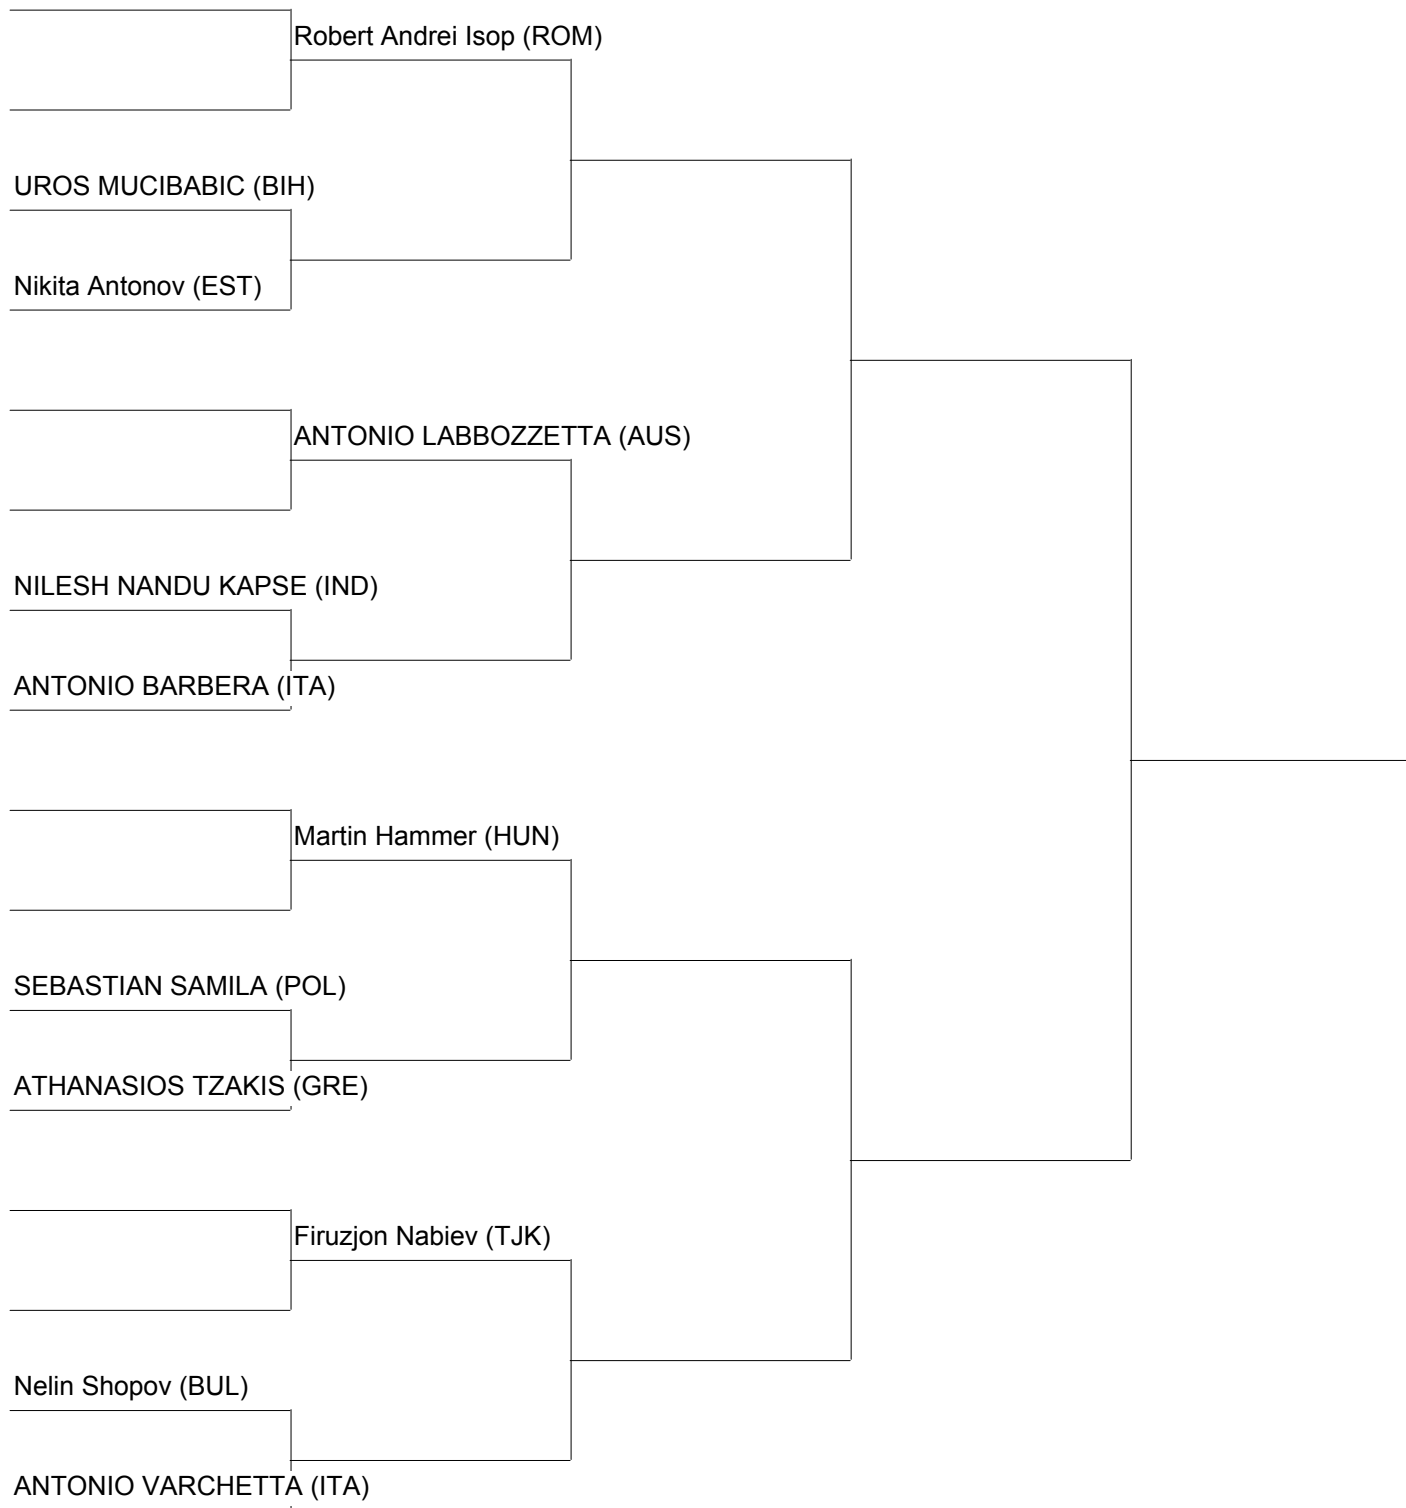 Robert Andrei Isop (ROM)
UROS MUCIBABIC (BIH)
Nikita Antonov (EST)
ANTONIO LABBOZZETTA (AUS)
NILESH NANDU KAPSE (IND)
ANTONIO BARBERA (ITA)
Martin Hammer (HUN)
SEBASTIAN SAMILA (POL)
ATHANASIOS TZAKIS (GRE)
Firuzjon Nabiev (TJK)
Nelin Shopov (BUL)
ANTONIO VARCHETTA (ITA)